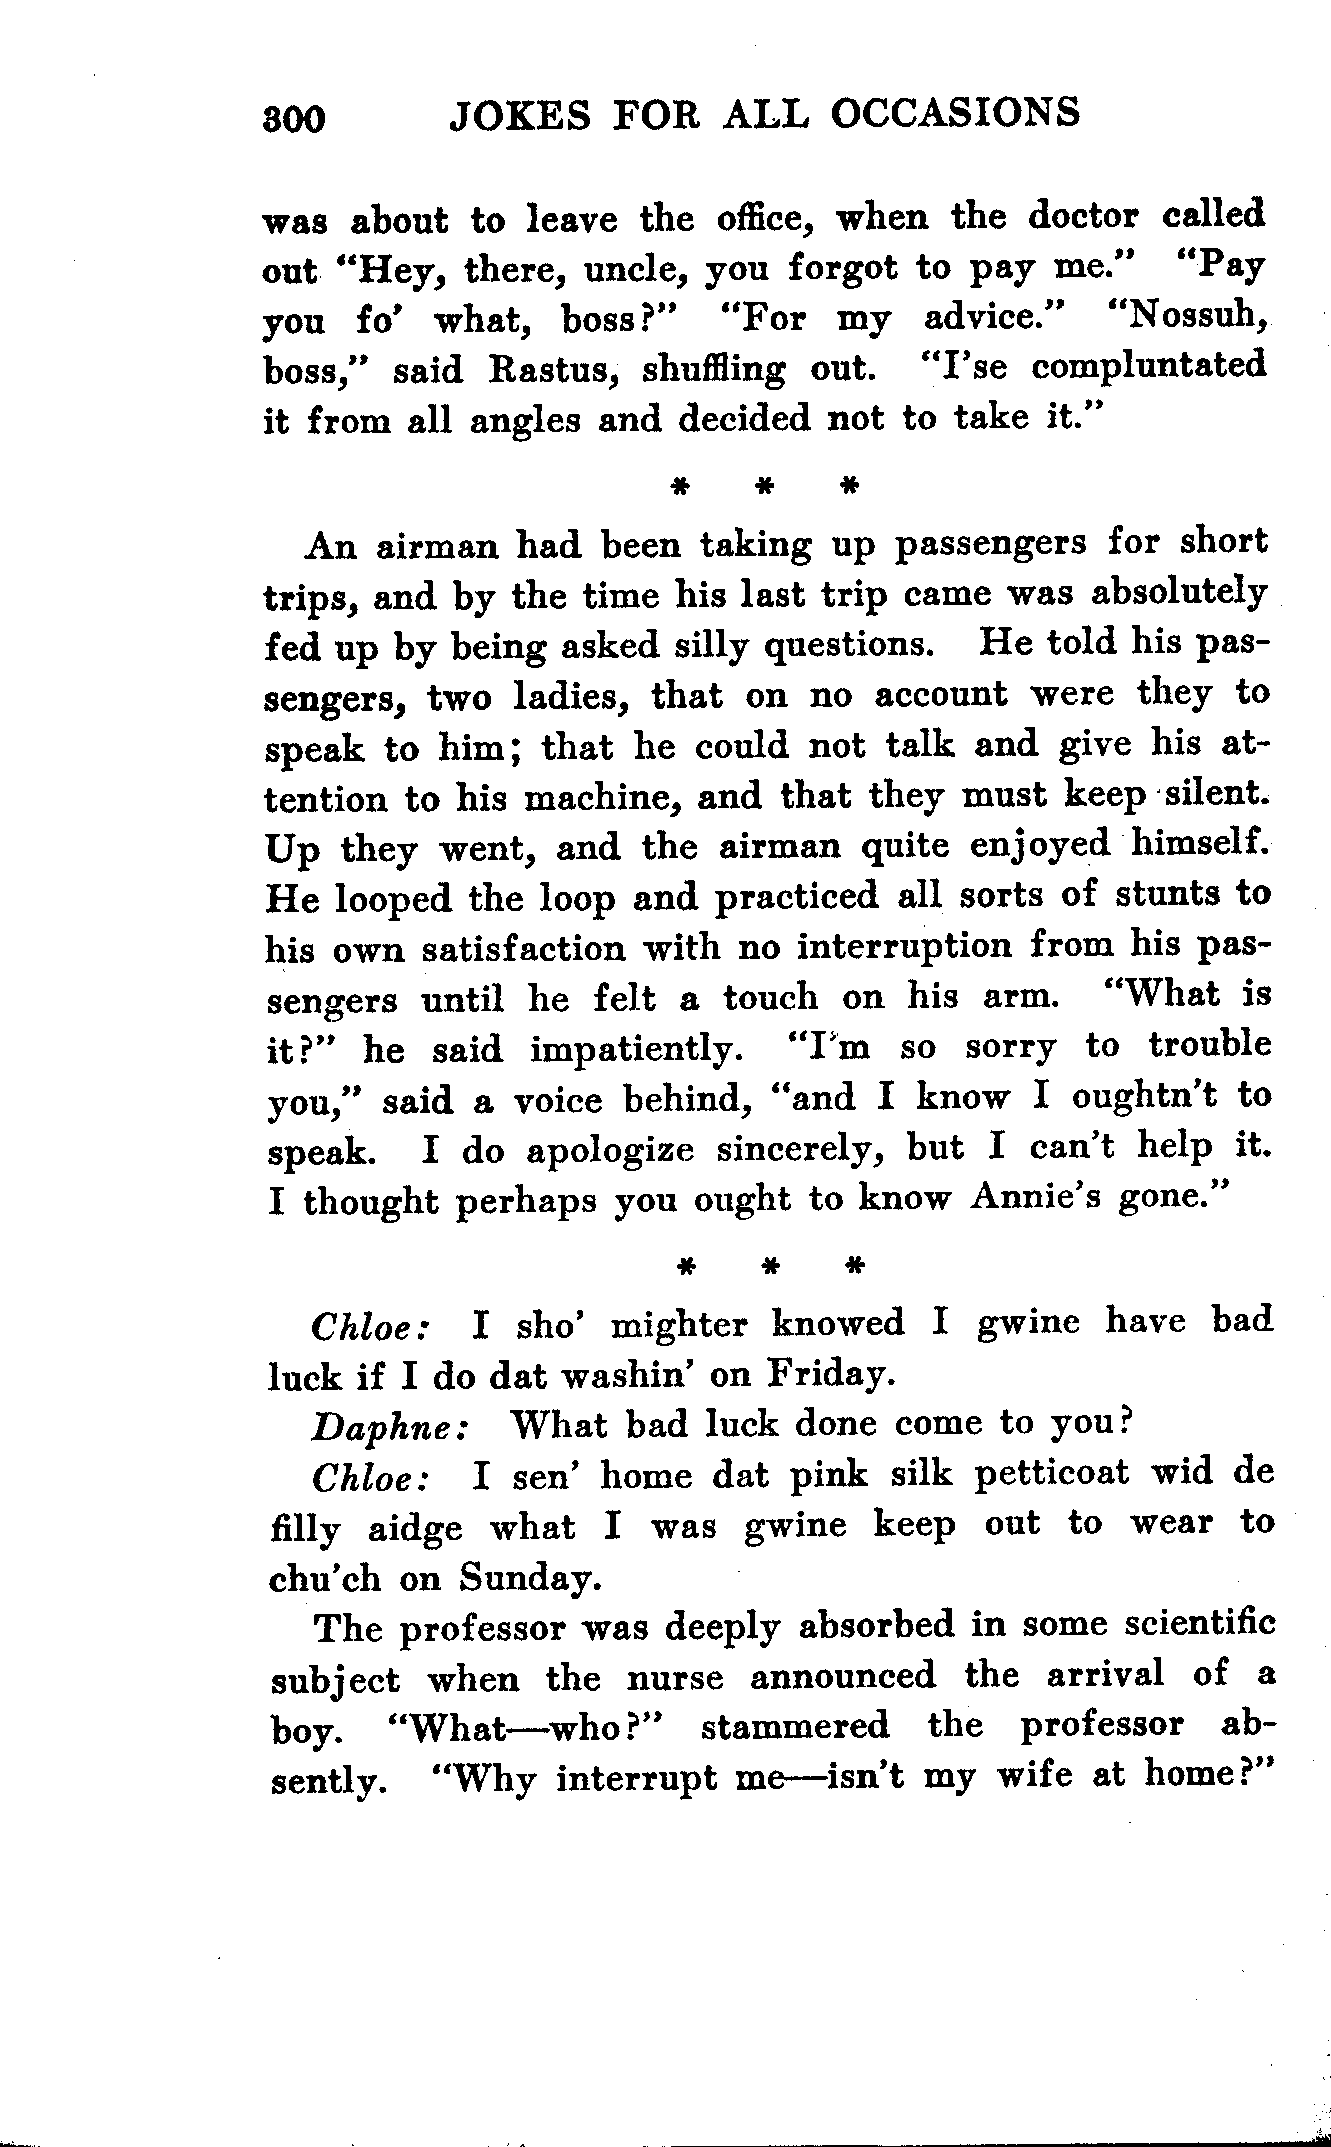 300 JOKES FOR ALL OCCASIONS
was about to leave the office, when the doctor called
out "Hey, there, uncle, you forgot to pay me." "Pay
you fo' what, boss?" "For my advice." "Nossuh,
boss," said Rastus, shuffling out. "I'se compluntated
it from all angles and decided not to take it."
* * *
An airman had been taking up passengers for short
trips, and by the time his last trip came was absolutely
fed up by being asked silly questions. He told his pas-
sengers, two ladies, that on no account were they to
speak to him; that he could not talk and give his at-
tention to his machine, and that they must keep silent.
Up they went, and the airman quite enjoyed himself.
He looped the loop and practiced all sorts of stunts to
his own satisfaction with no interruption from his pas-
sengers until he felt a touch on his arm. "What is
it?" he said impatiently. "I'm so sorry to trouble
you," said a voice behind, "and I know I oughtn't to
speak. I do apologize sincerely, but I can't help it.
I thought perhaps you ought to know Annie's gone."
* * *
Chloe: I sho' mighter knowed I gwine have bad
luck if I do dat washin' on Friday.
Daphne: What bad luck done come to you?
Chloe: I sen' home dat pink silk petticoat wid de
filly aidge what I was gwine keep out to wear to
chu'ch on Sunday.
The professor was deeply absorbed in some scientific
subject when the nurse announced the arrival of a
boy. "What—who?" stammered the professor ab-
sently. "Why interrupt me—isn't my wife at home?"